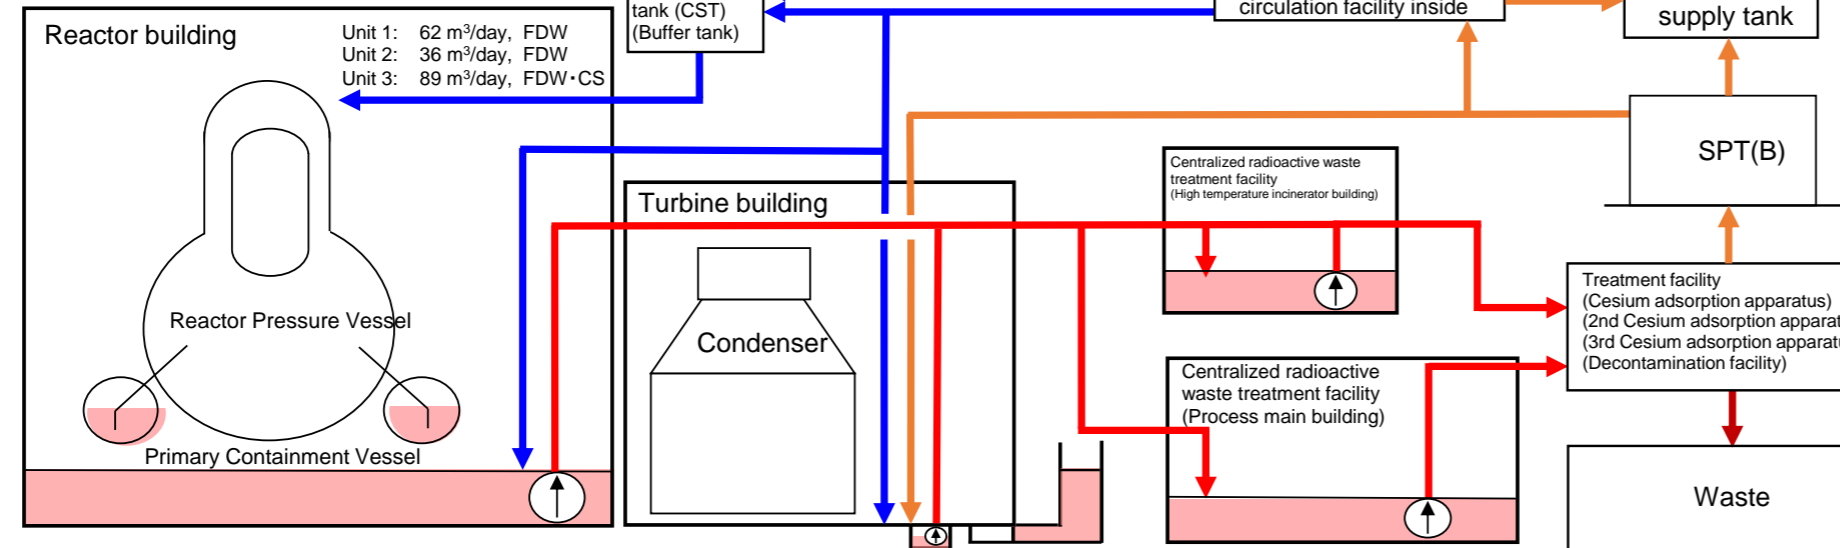 Reactor building
Unit 1: 62 m³/day, FDW
Unit 2: 36 m³/day, FDW
Unit 3: 89 m³/day, FDW・CS
tank (CST)
(Buffer tank)
circulation facility inside
supply tank
SPT(B)
Centralized radioactive waste
treatment facility
(High temperature incinerator building)
Turbine building
Treatment facility
(Cesium adsorption apparatus)
(2nd Cesium adsorption
(3rd Cesium adsorption
(Decontamination facility)
Reactor Pressure Vessel
Condenser
Centralized radioactive
waste treatment facility
(Process main building)
Primary Containment Vessel
Waste